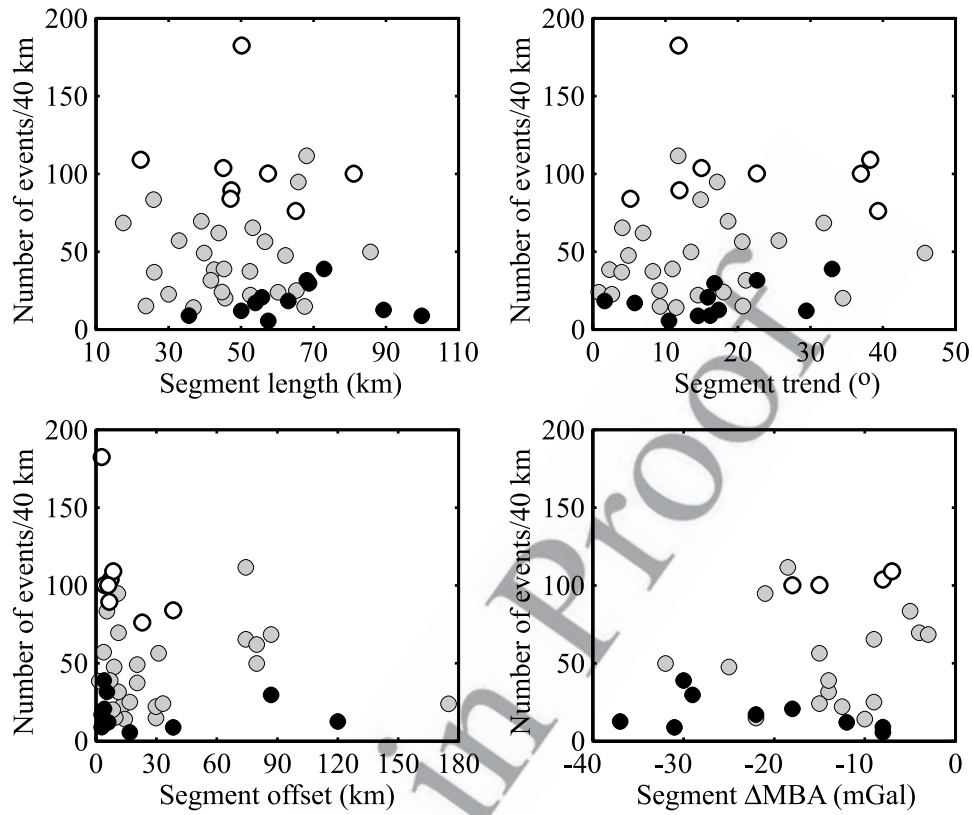 200
150
100
50
0
Number of events/40 km
10 30 50 70 90 110
Segment length (km)
200
150
100
50
0
Number of events/40 km
0 10 20 30 40 50
Segment trend (º)
200
150
100
50
0
Number of events/40 km
0 30 60 90 120 150 180
Segment offset (km)
200
150
100
50
0
Number of events/40 km
-40 -30 -20 -10 0
Segment ΔMBA (mGal)
in Proof